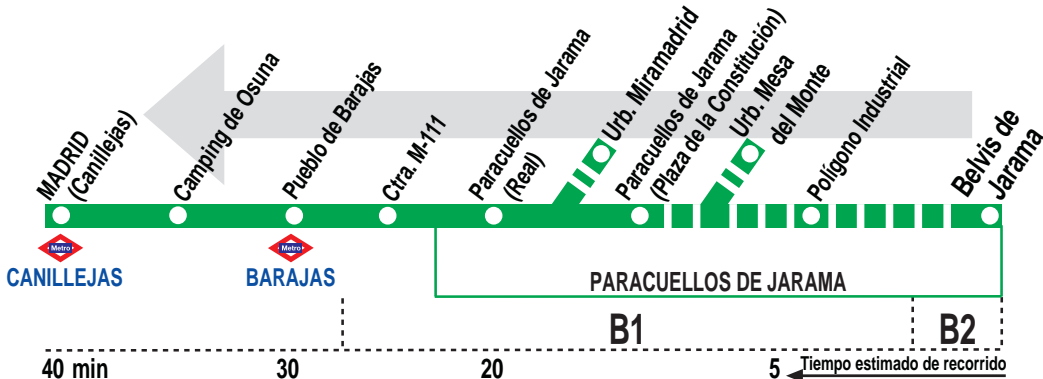 MADRID
(Canillejas)
Camping de Osuna
Pueblo de Barajas
Ctra. M-111
Paracuellos de Jarama
(Real)
Urb. Miramadrid
Paracuellos de Jarama
(Plaza de la Constitución)
Urb. Mesa
del Monte
Polígono Industrial
Belvis de
Jarama
Metro
CANILLEJAS
Metro
BARAJAS
PARACUELLOS DE JARAMA
B1
B2
40 min
30
20
5
Tiempo estimado de recorrido